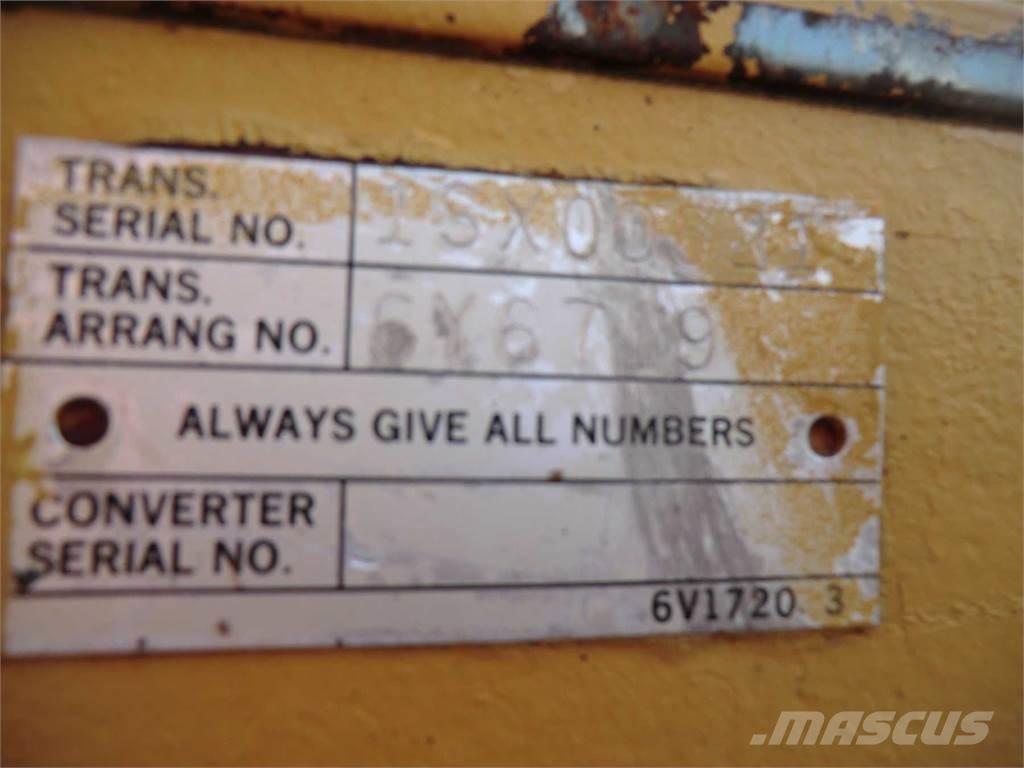 TRANS.
SERIAL NO.
TRANS.
ARRANG NO.
ALWAYS GIVE ALL NUMBERS
CONVERTER
SERIAL NO.
6V1720 3
MASCUS